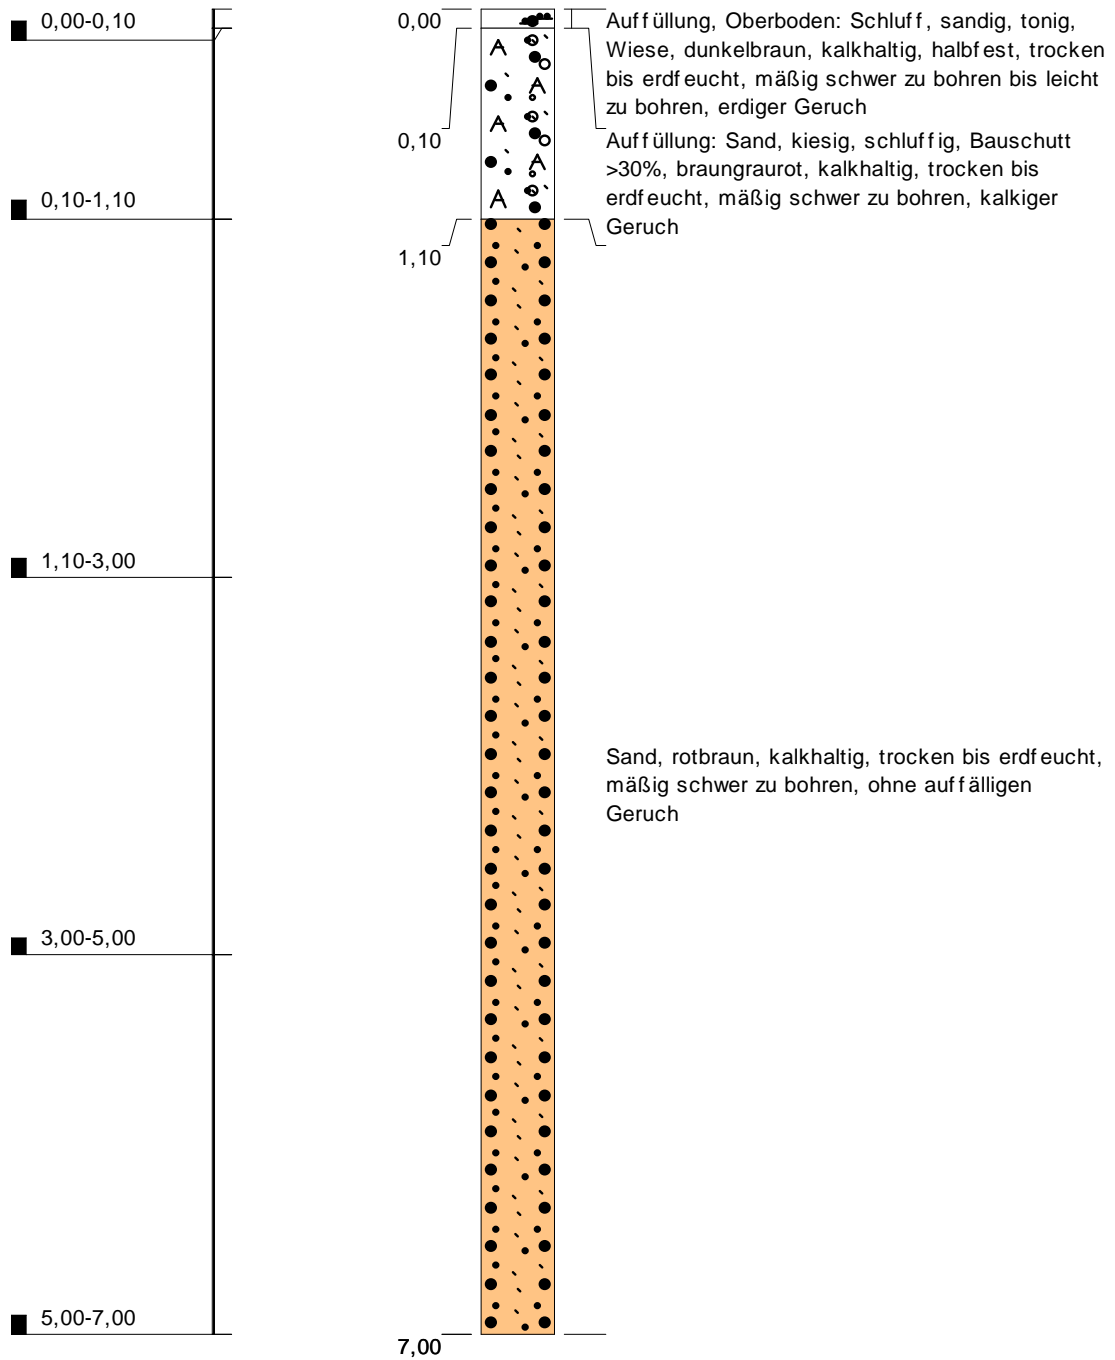 0,00-0,10
0,10-1,10
1,10-3,00
3,00-5,00
5,00-7,00
0,00
0,10
1,10
7,00
Auffüllung, Oberboden: Schluff, sandig, tonig,
Wiese, dunkelbraun, kalkhaltig, halbfest, trocken
bis erdfeucht, mäßig schwer zu bohren bis leicht
zu bohren, erdiger Geruch
Auffüllung: Sand, kiesig, schluffig, Bauschutt
>30%, braungraurot, kalkhaltig, trocken bis
erdfeucht, mäßig schwer zu bohren, kalkiger
Geruch
Sand, rotbraun, kalkhaltig, trocken bis erdfeucht,
mäßig schwer zu bohren, ohne auffälligen
Geruch